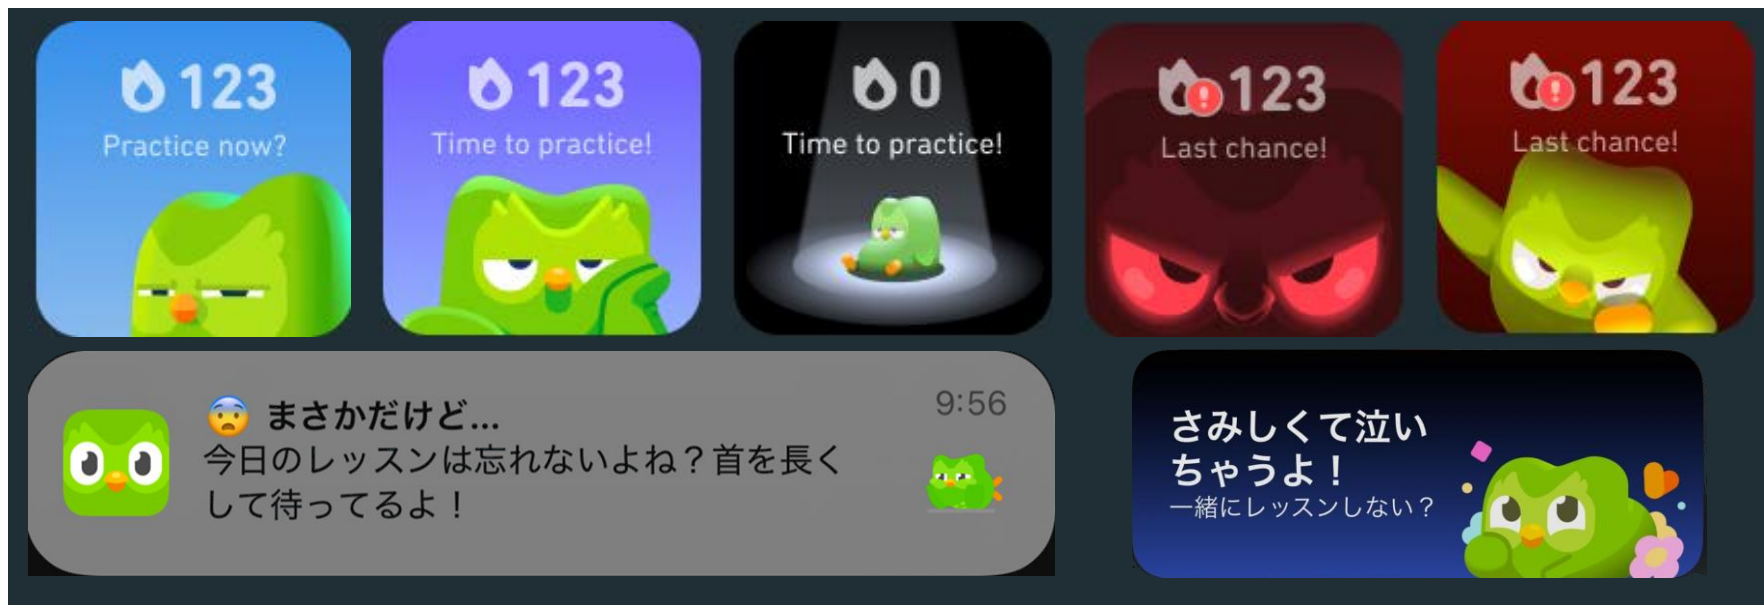 123
Practice now?
123
Time to practice!
0
Time to practice!
123
Last chance!
123
Last chance!
😨 まさかだけど...
9:56
今日のレッスンは忘れないよね？首を長く
して待ってるよ！
さみしくて泣い
ちゃうよ！
一緒にレッスンしない？